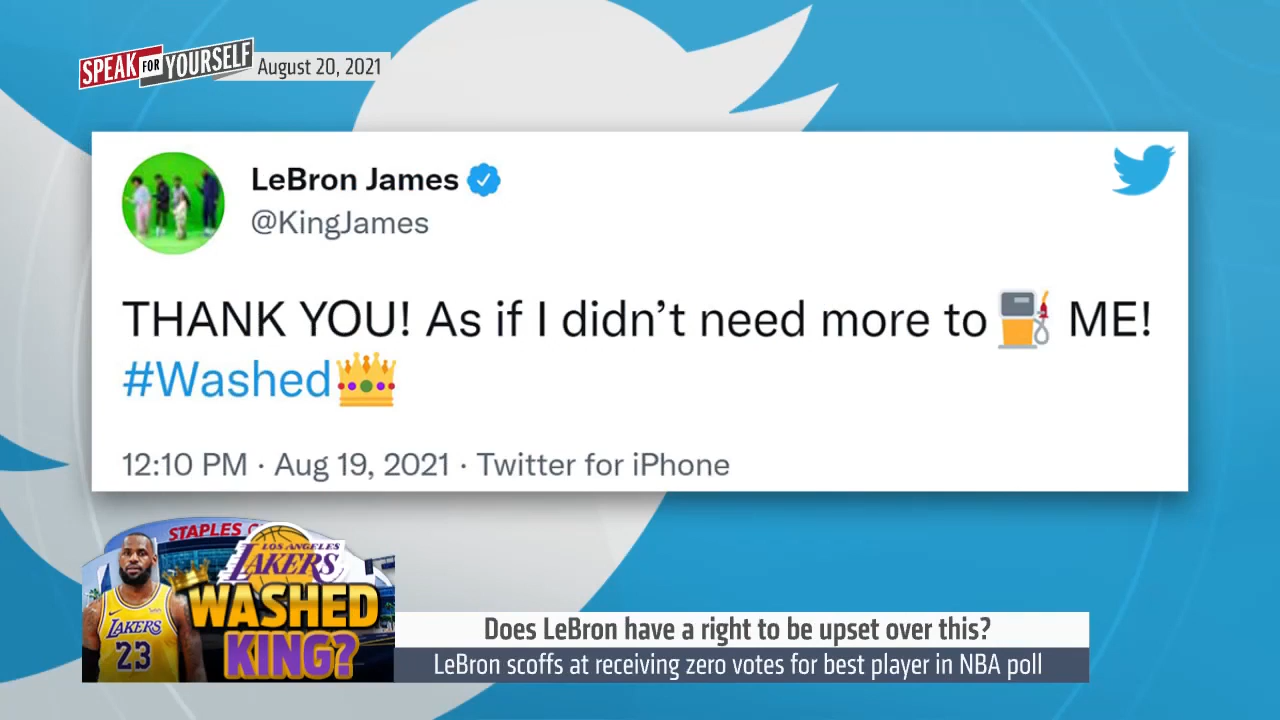 SPEAK FOR YOURSELF
August 20, 2021
LeBron James
@KingJames
THANK YOU! As if I didn’t need more to ⛽ ME!
#Washed👑
12:10 PM · Aug 19, 2021 · Twitter for iPhone
STAPLES
LOS ANGELES
LAKERS
WASHED
KING?
LAKERS
23
Does LeBron have a right to be upset over this?
LeBron scoffs at receiving zero votes for best player in NBA poll